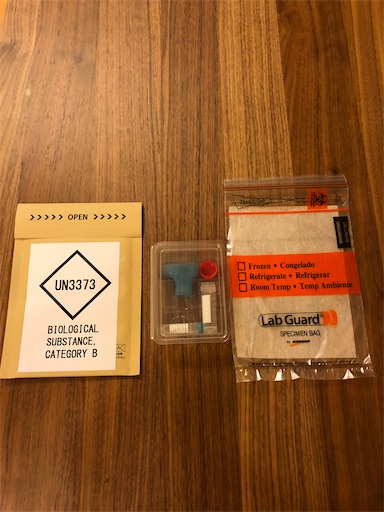 >>>>> OPEN >>>>>
UN3373
BIOLOGICAL
SUBSTANCE,
CATEGORY B
Frozen • Congelado
Refrigerate • Refrigerar
Room Temp • Temp Ambiente
Lab Guard
SPECIMEN BAG